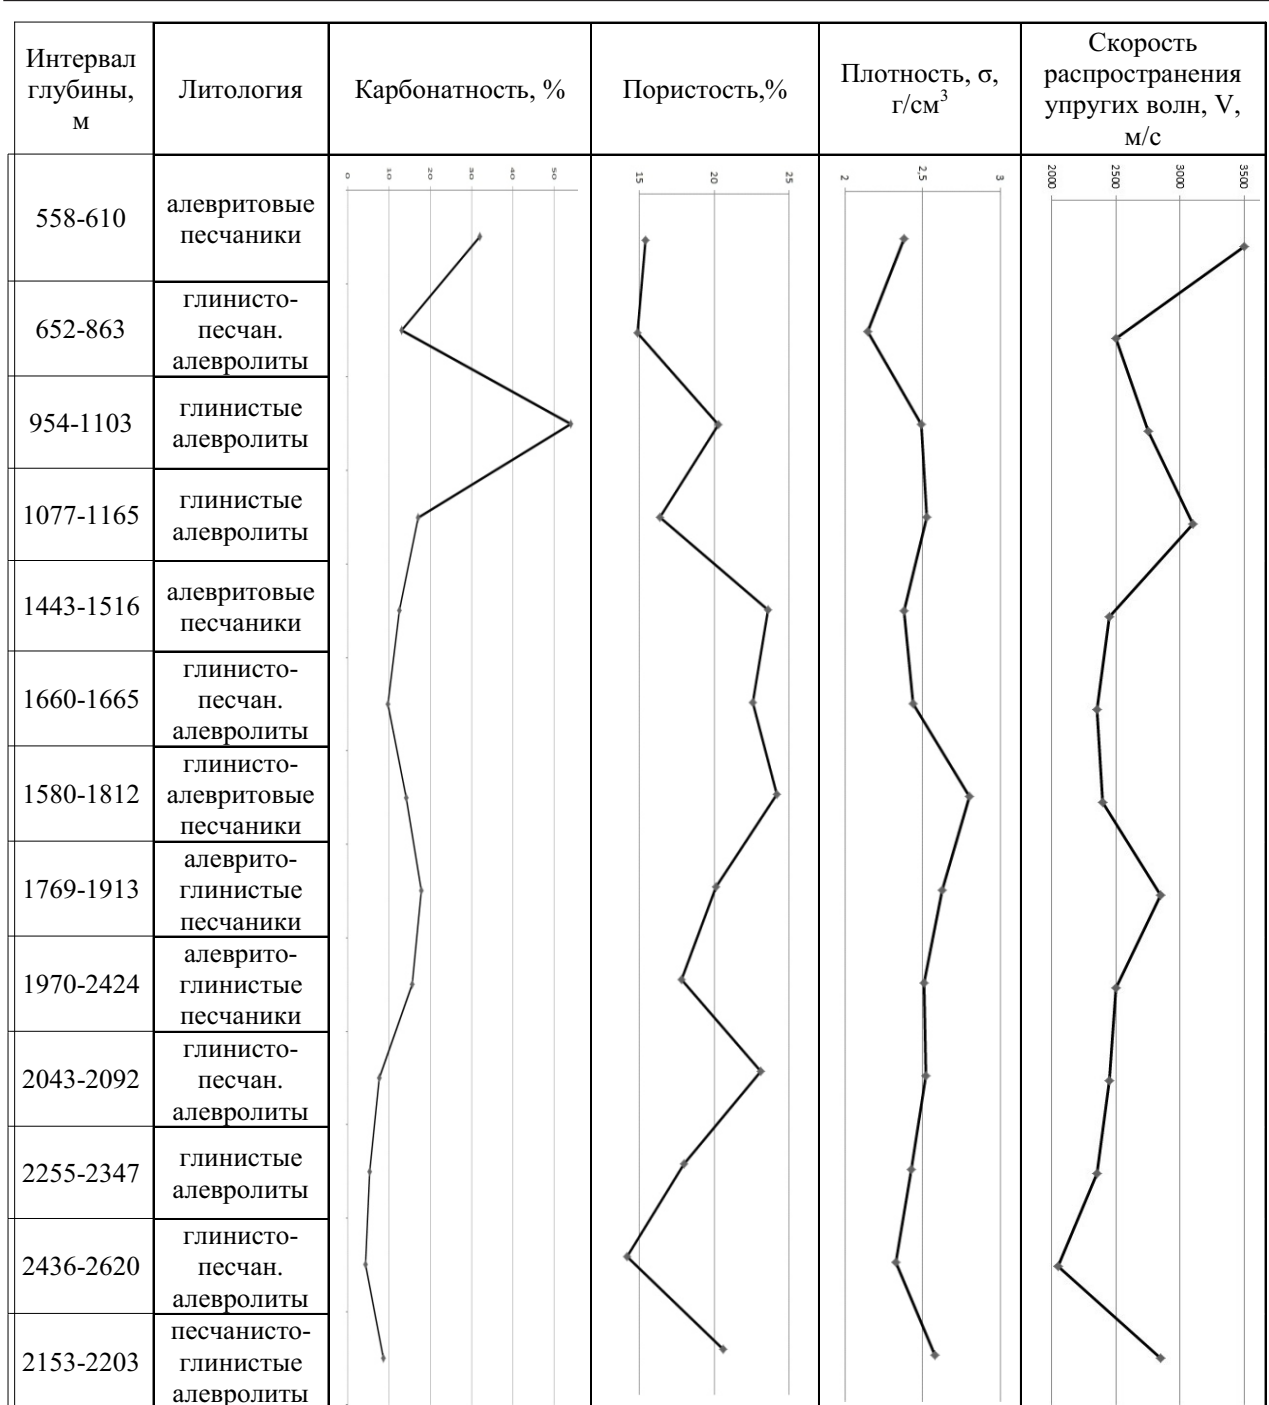 Интервал
глубины,
м
Литология
Карбонатность, %
Пористость,%
Плотность, σ,
г/см³
Скорость
распространения
упругих волн, V,
м/с
0
10
20
30
40
50
15
20
25
2
2,5
3
2000
2500
3000
3500
558-610
алевритовые
песчаники
652-863
глинисто-
песчан.
алевролиты
954-1103
глинистые
алевролиты
1077-1165
глинистые
алевролиты
1443-1516
алевритовые
песчаники
1660-1665
глинисто-
песчан.
алевролиты
1580-1812
глинисто-
алевритовые
песчаники
1769-1913
алеврито-
глинистые
песчаники
1970-2424
алеврито-
глинистые
песчаники
2043-2092
глинисто-
песчан.
алевролиты
2255-2347
глинистые
алевролиты
2436-2620
глинисто-
песчан.
алевролиты
2153-2203
песчанисто-
глинистые
алевролиты